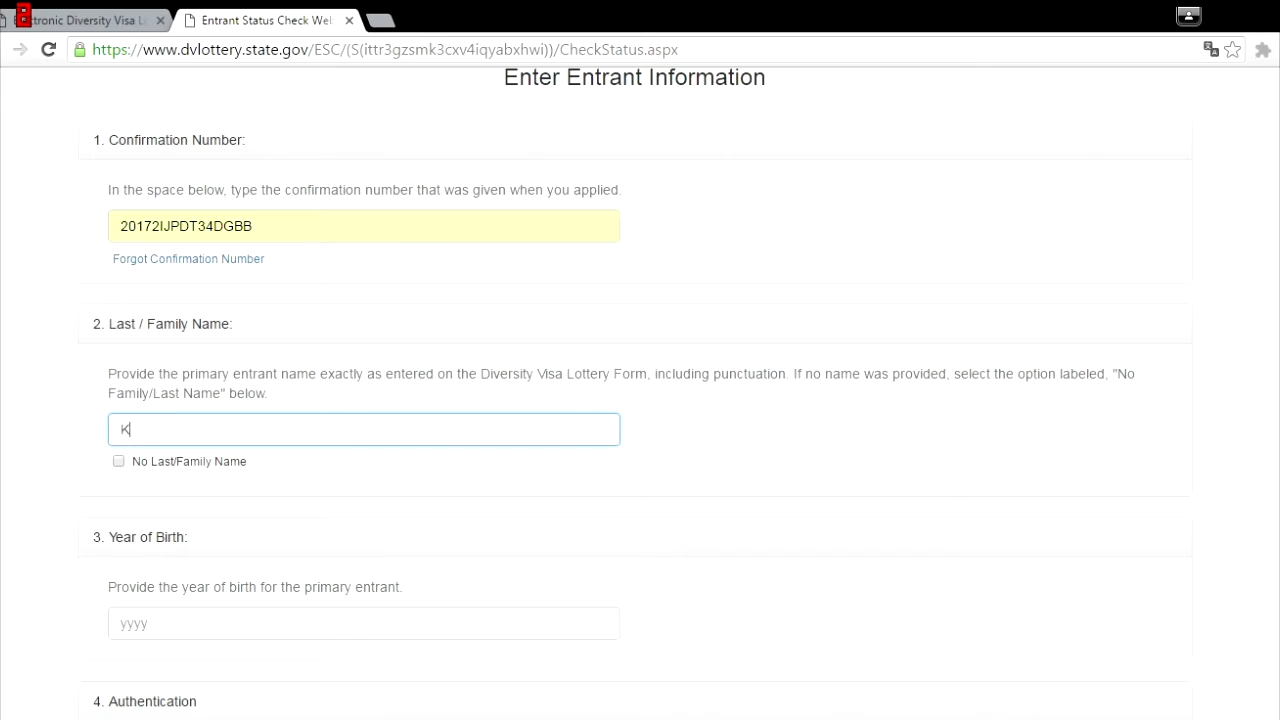 Electronic Diversity Visa L
Entrant Status Check Wel
https://www.dvlottery.state.gov/ESC/(S(ittr3gzsmk3cxv4iqyabxhwi))/CheckStatus.aspx
Enter Entrant Information
1. Confirmation Number:
In the space below, type the confirmation number that was given when you applied.
20172IJPDT34DGBB
Forgot Confirmation Number
2. Last / Family Name:
Provide the primary entrant name exactly as entered on the Diversity Visa Lottery Form, including punctuation. If no name was provided, select the option labeled, "No
Family/Last Name" below.
K
No Last/Family Name
3. Year of Birth:
Provide the year of birth for the primary entrant.
yyyy
4. Authentication